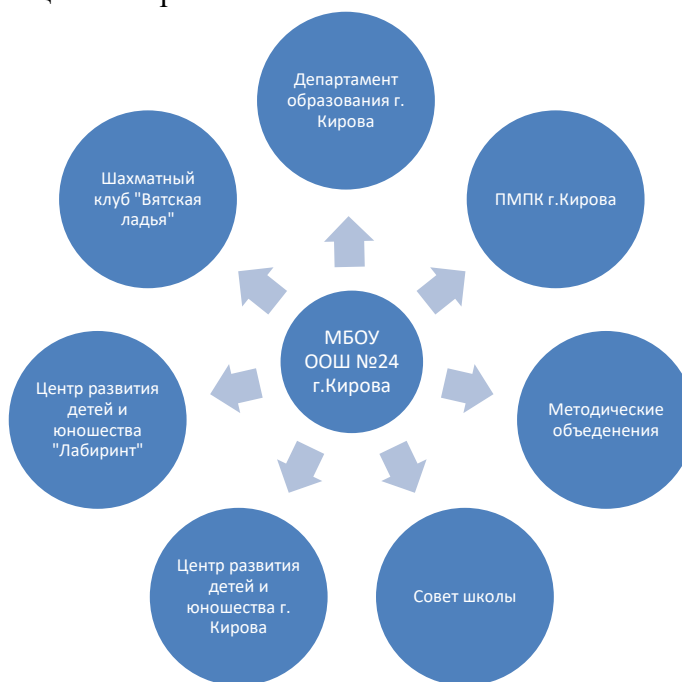 Департамент
образования г.
Кирова
ПМПК г.Кирова
Методические
объеденения
Совет школы
Центр развития
детей и
юношества г.
Кирова
Центр развития
детей и
юношества
"Лабиринт"
Шахматный
клуб "Вятская
ладья"
МБОУ
ООШ №24
г.Кирова